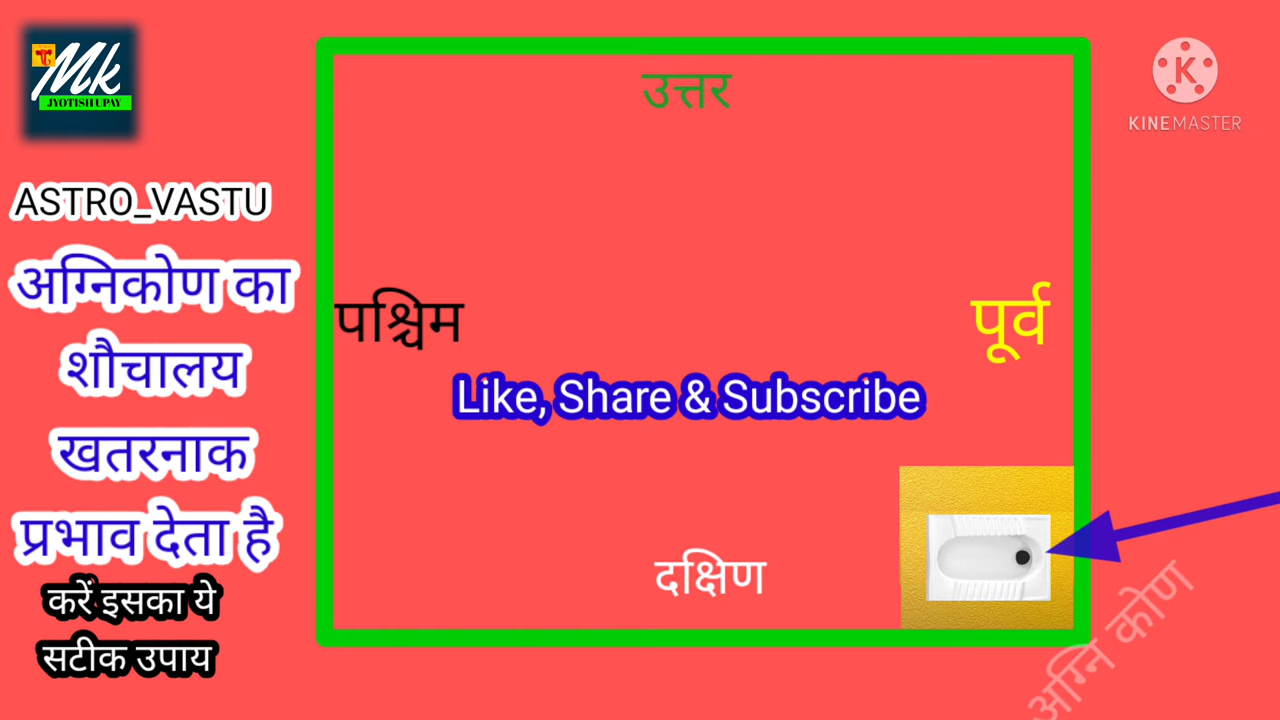 Mk
JYOTISH UPAY
ASTRO_VASTU
अग्निकोण का
शौचालय
खतरनाक
प्रभाव देता है
करें इसका ये
सटीक उपाय
उत्तर
पश्चिम
पूर्व
Like, Share & Subscribe
दक्षिण
अग्नि कोण
K
KINEMASTER